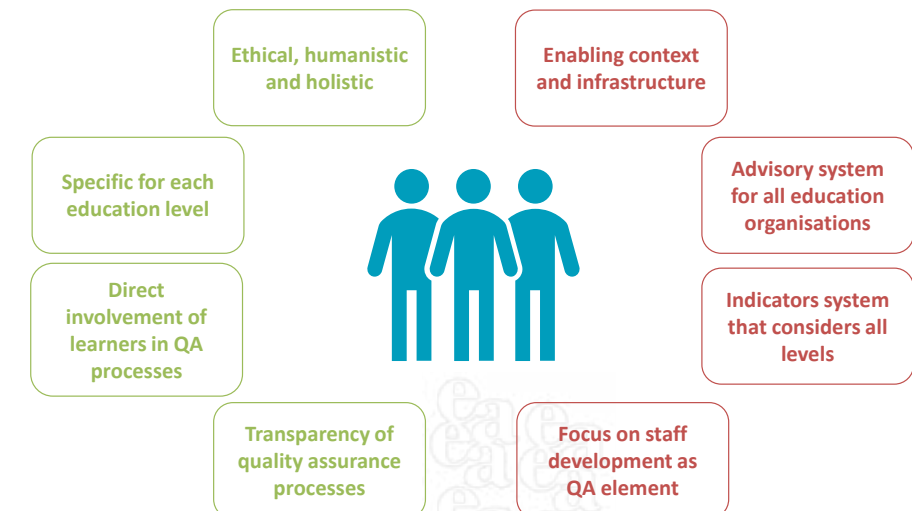 Ethical, humanistic
and holistic
Enabling context
and infrastructure
Specific for each
education level
Advisory system
for all education
organisations
Direct
involvement of
learners in QA
processes
Indicators system
that considers all
levels
Transparency of
quality assurance
processes
Focus on staff
development as
QA element